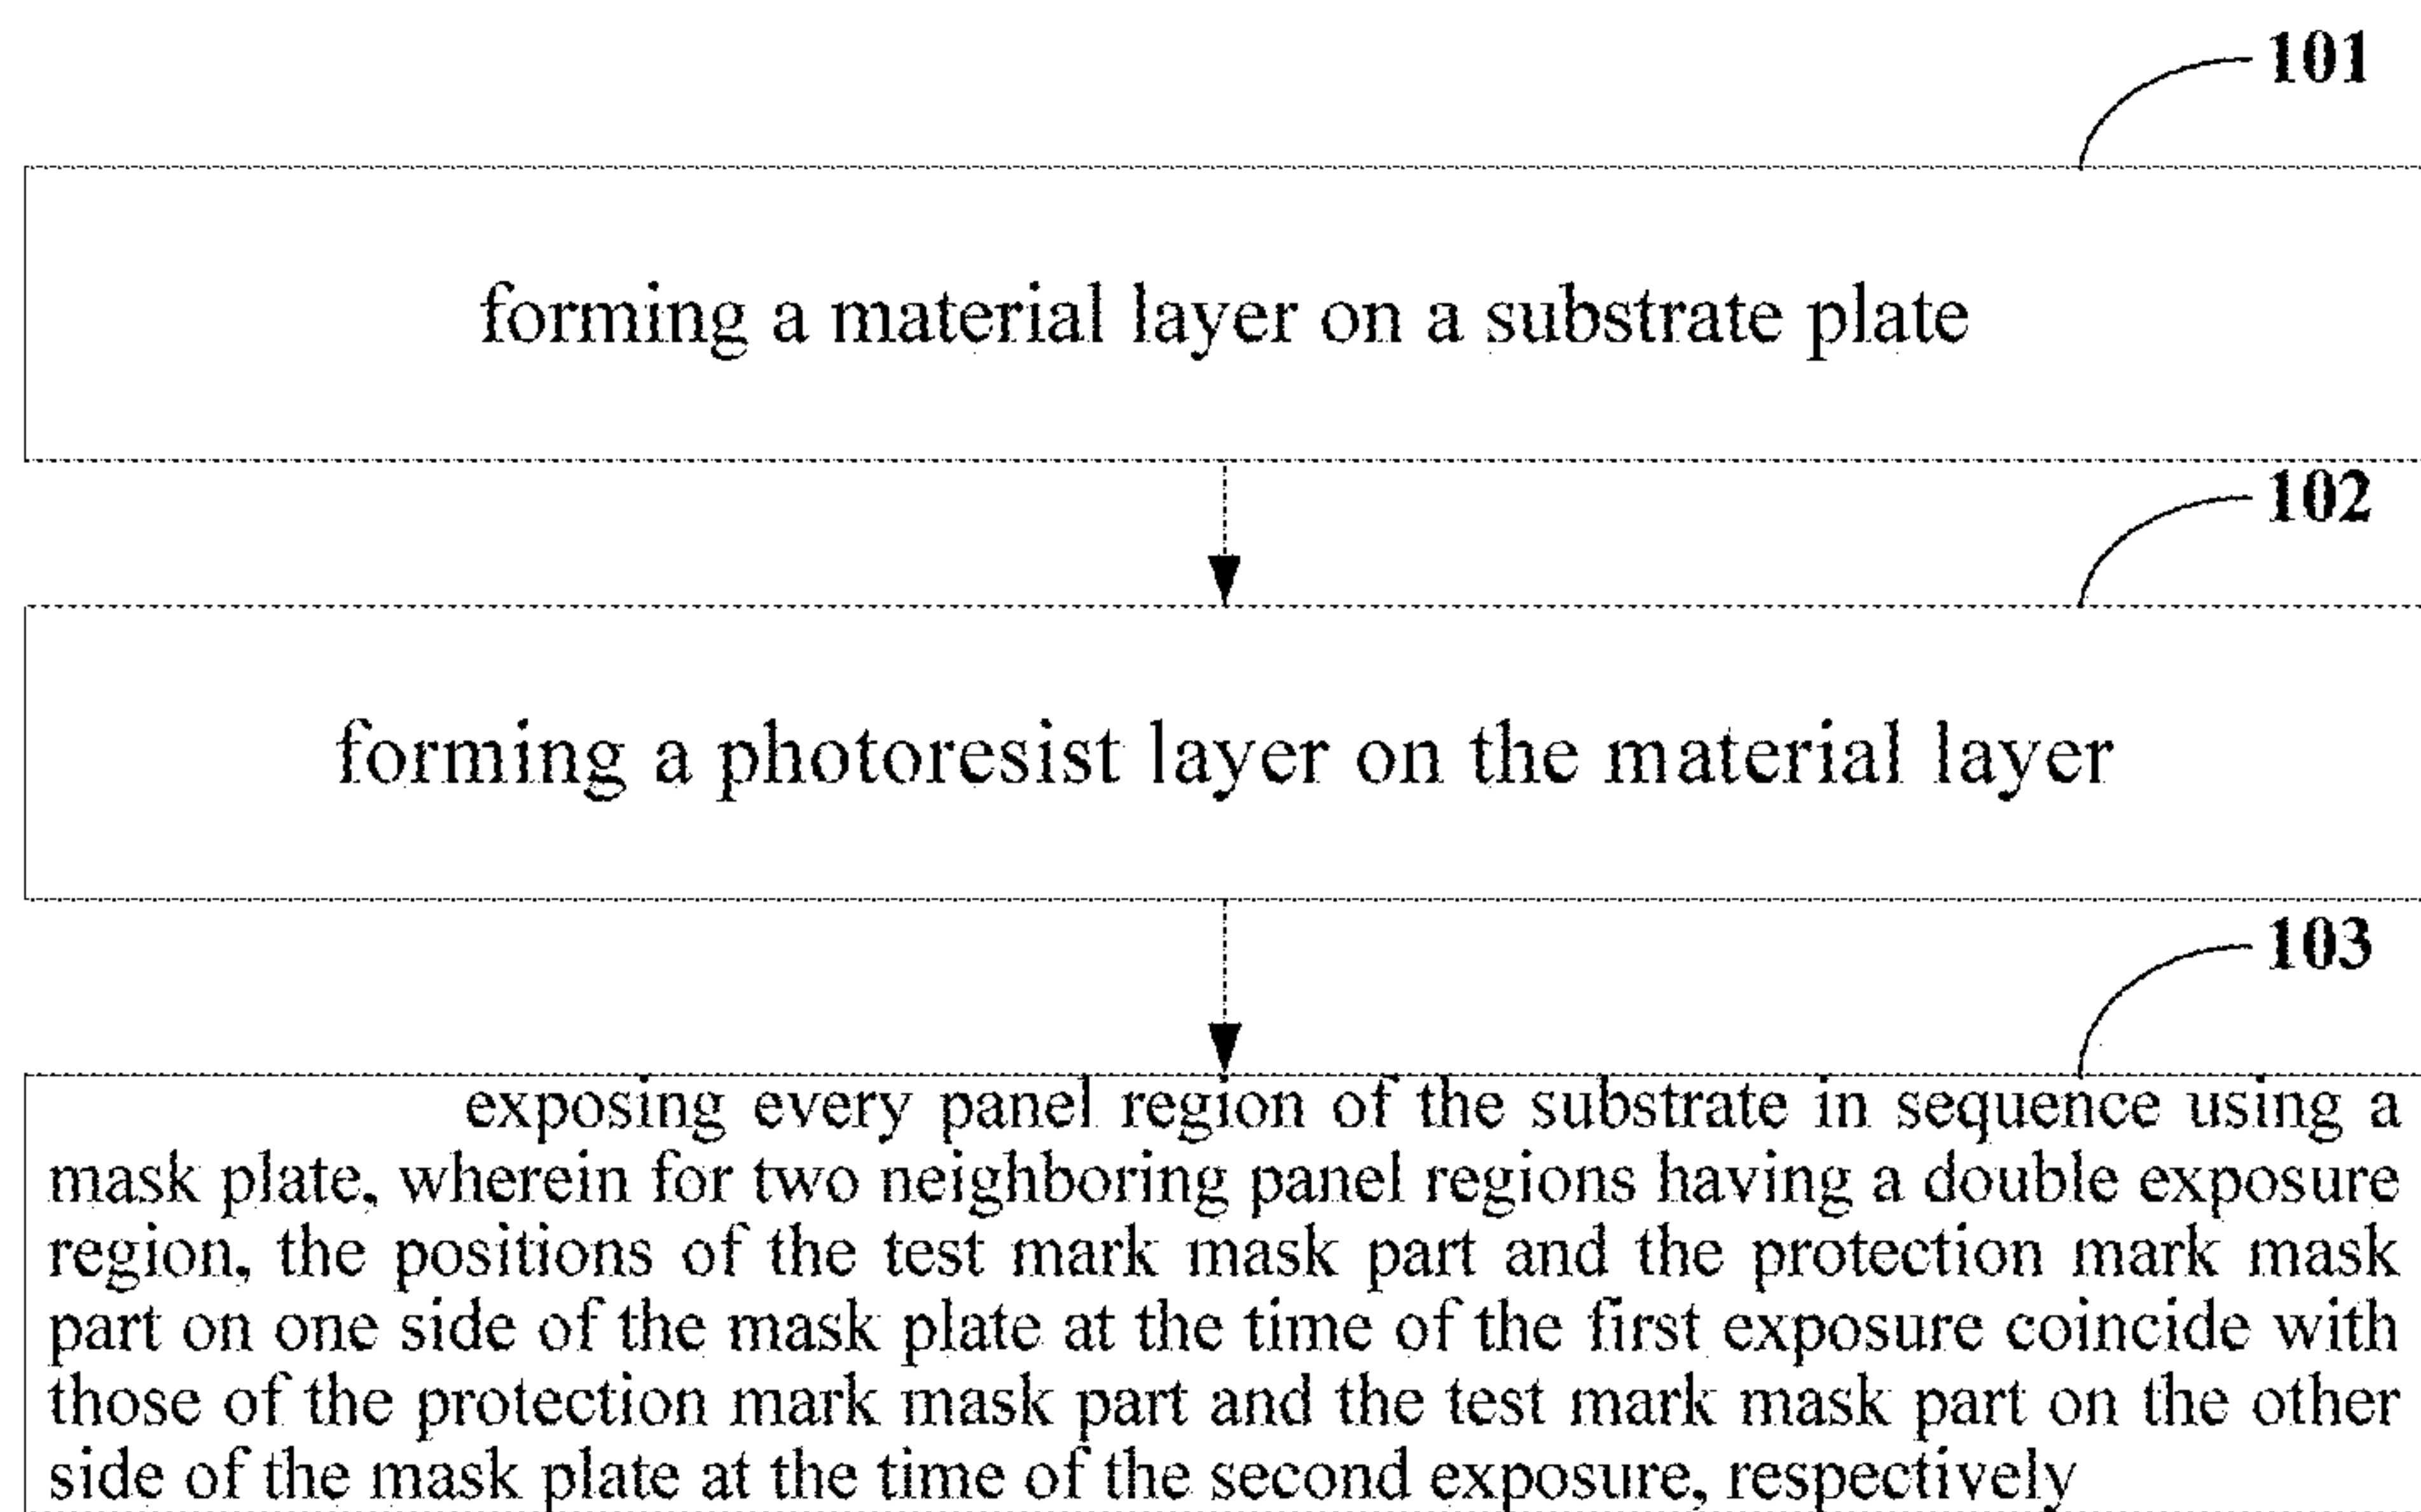 101
forming a material layer on a substrate plate
102
forming a photoresist layer on the material layer
103
exposing every panel region of the substrate in sequence using a
mask plate, wherein for two neighboring panel regions having a double exposure
region, the positions of the test mark mask part and the protection mark mask
part on one side of the mask plate at the time of the first exposure coincide with
those of the protection mark mask part and the test mark mask part on the other
side of the mask plate at the time of the second exposure, respectively